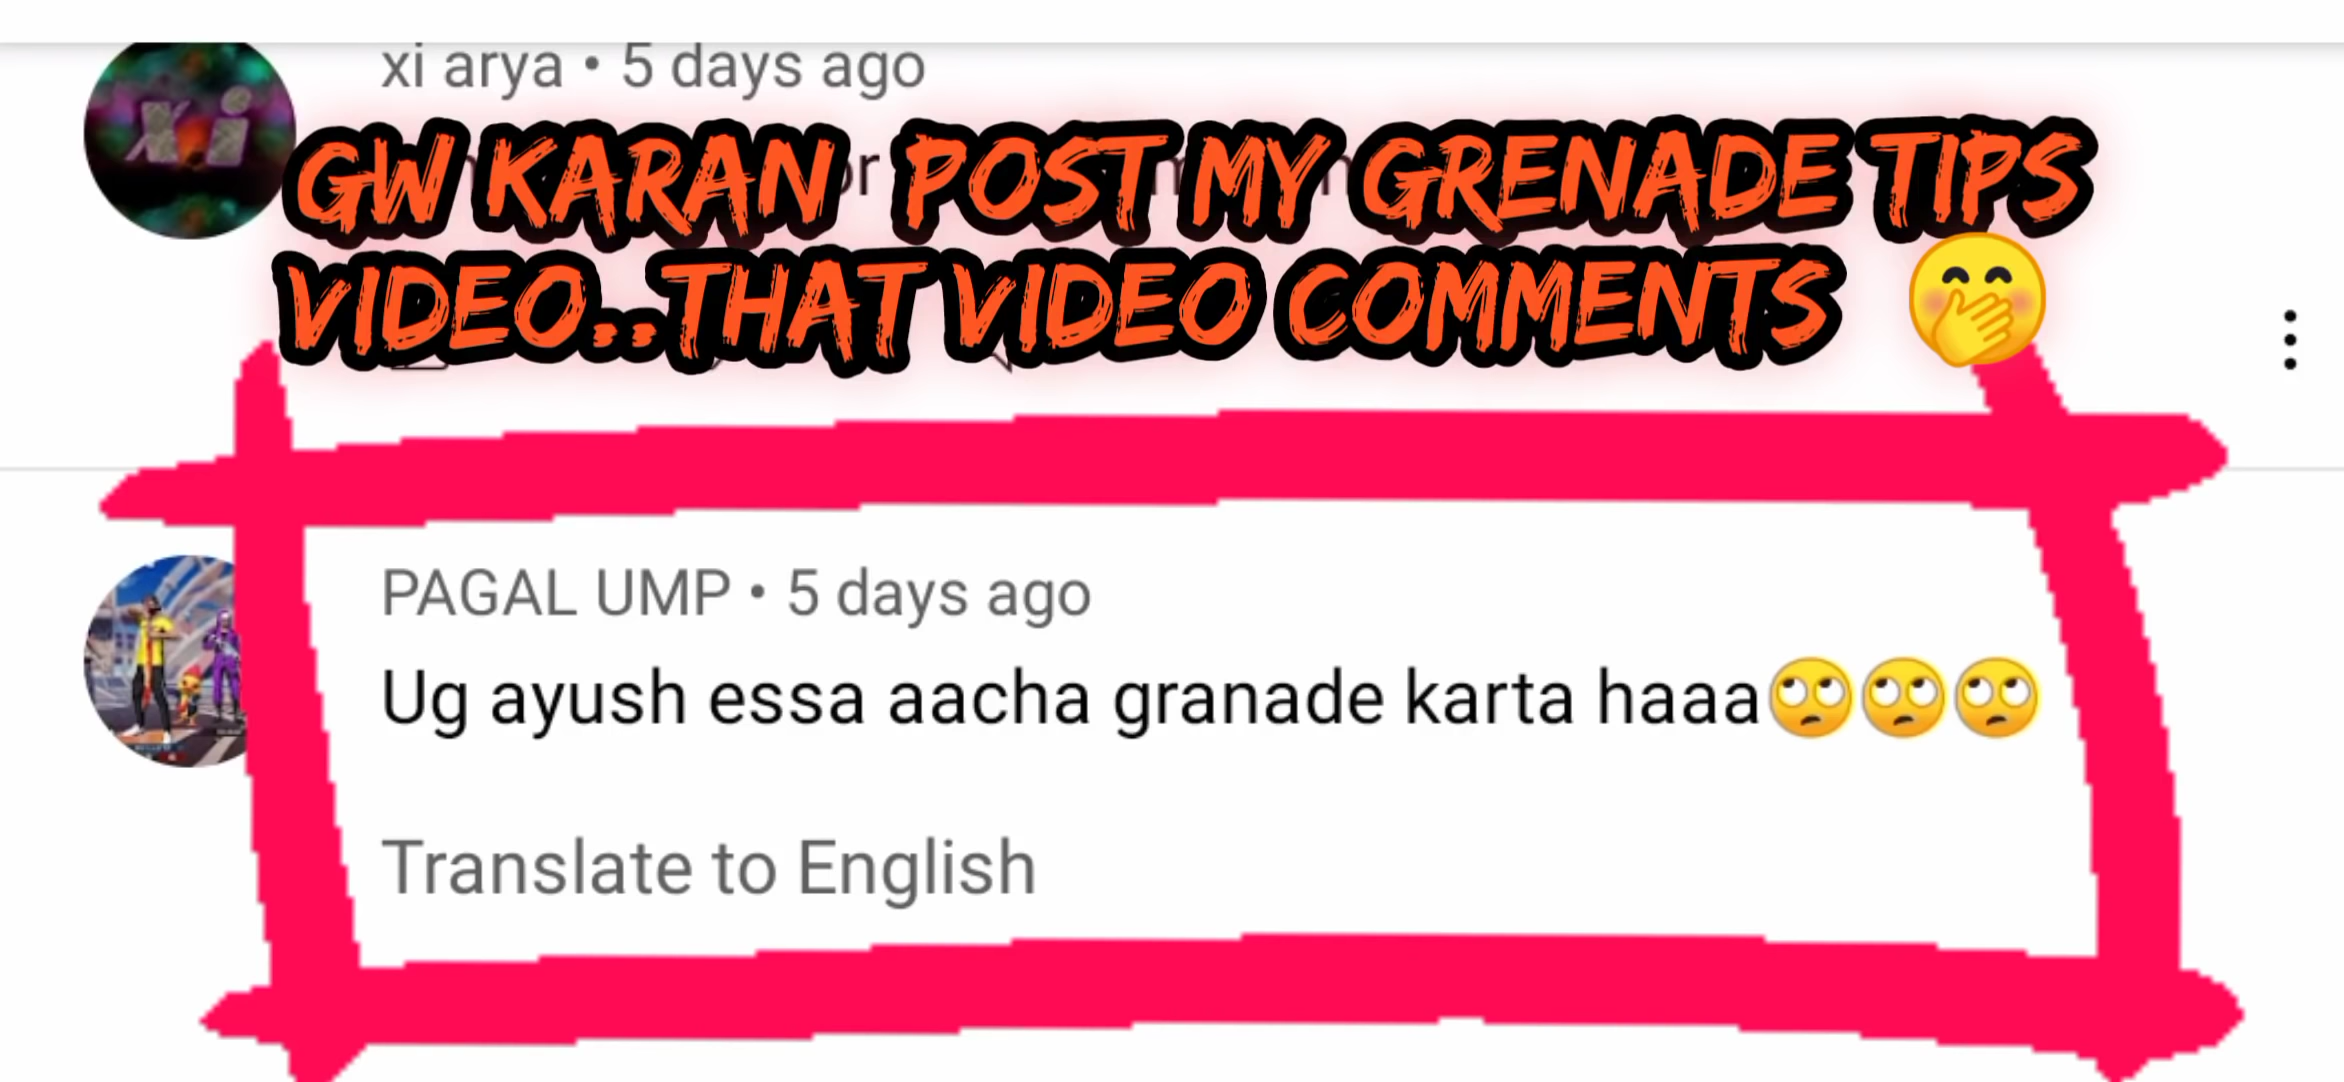 xi
xi arya • 5 days ago
GW KARAN POST MY GRENADE TIPS
VIDEO..THAT VIDEO COMMENTS 🤭
PAGAL UMP • 5 days ago
Ug ayush essa aacha granade karta haaa🙄🙄🙄
Translate to English